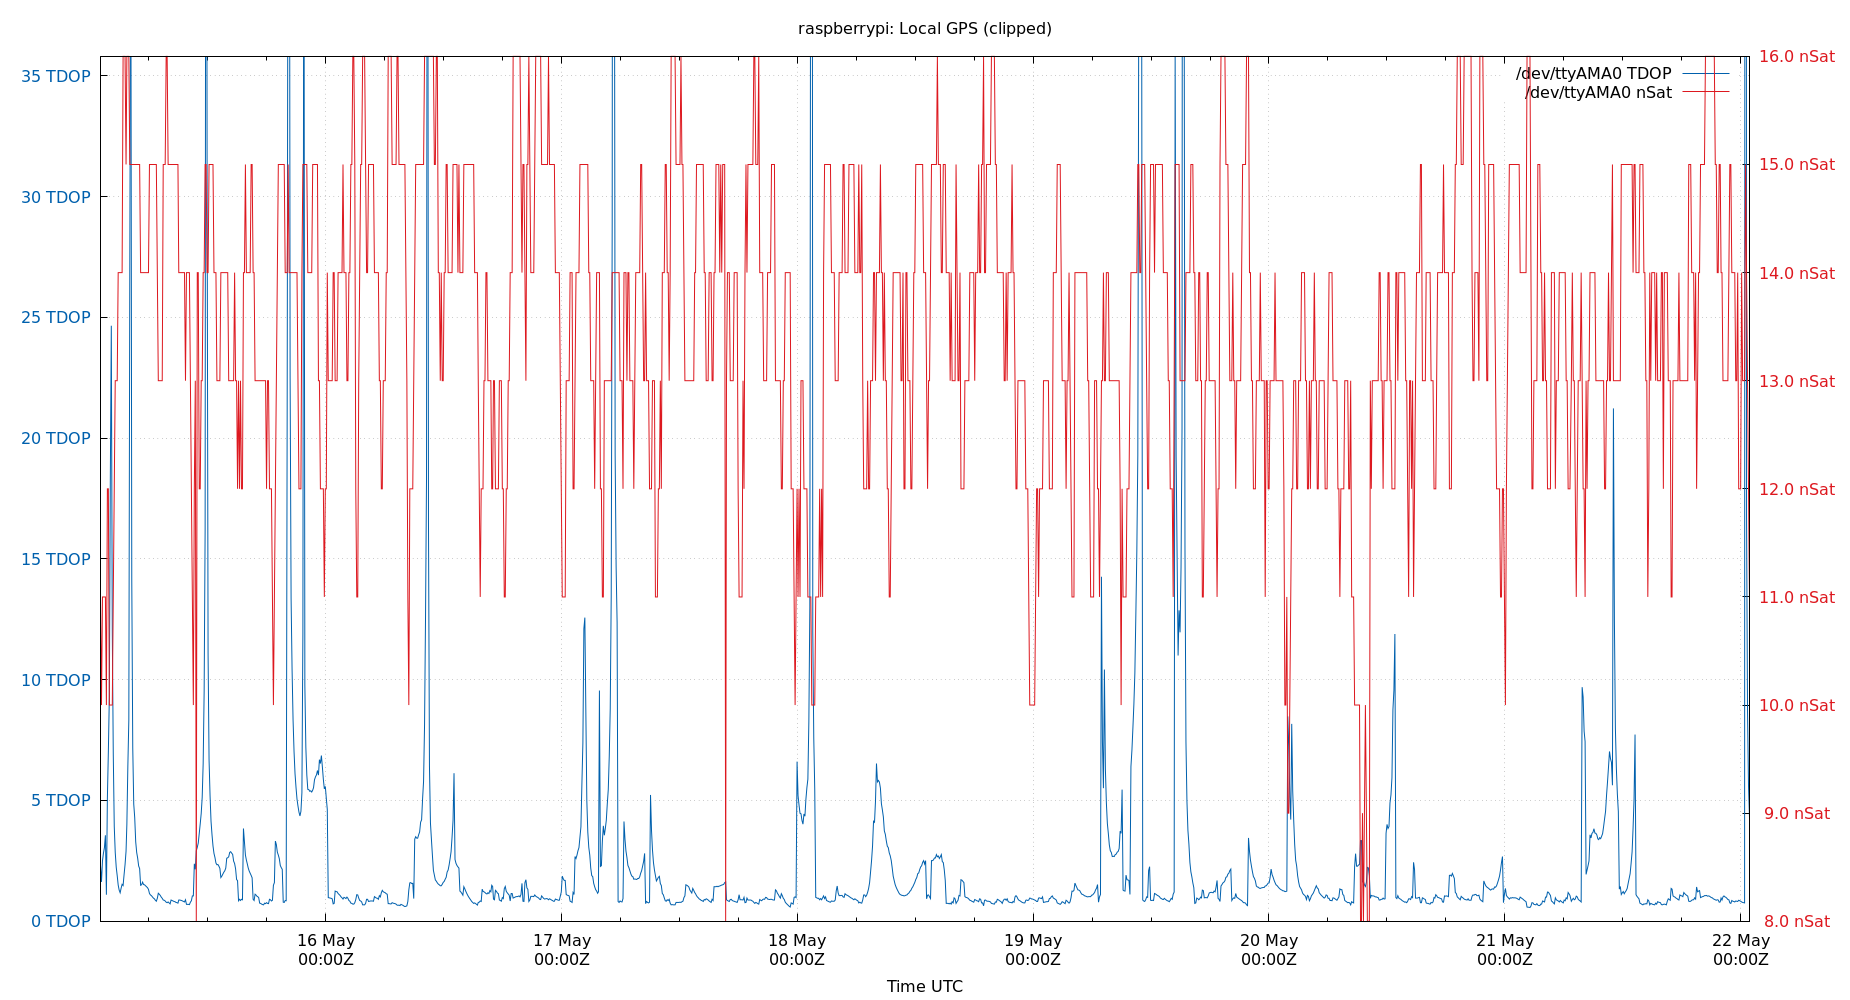 raspberrypi: Local GPS (clipped)
/dev/ttyAMA0 TDOP
/dev/ttyAMA0 nSat
35 TDOP
30 TDOP
25 TDOP
20 TDOP
15 TDOP
10 TDOP
5 TDOP
0 TDOP
16.0 nSat
15.0 nSat
14.0 nSat
13.0 nSat
12.0 nSat
11.0 nSat
10.0 nSat
9.0 nSat
8.0 nSat
16 May
00:00Z
17 May
00:00Z
18 May
00:00Z
19 May
00:00Z
20 May
00:00Z
21 May
00:00Z
22 May
00:00Z
Time UTC